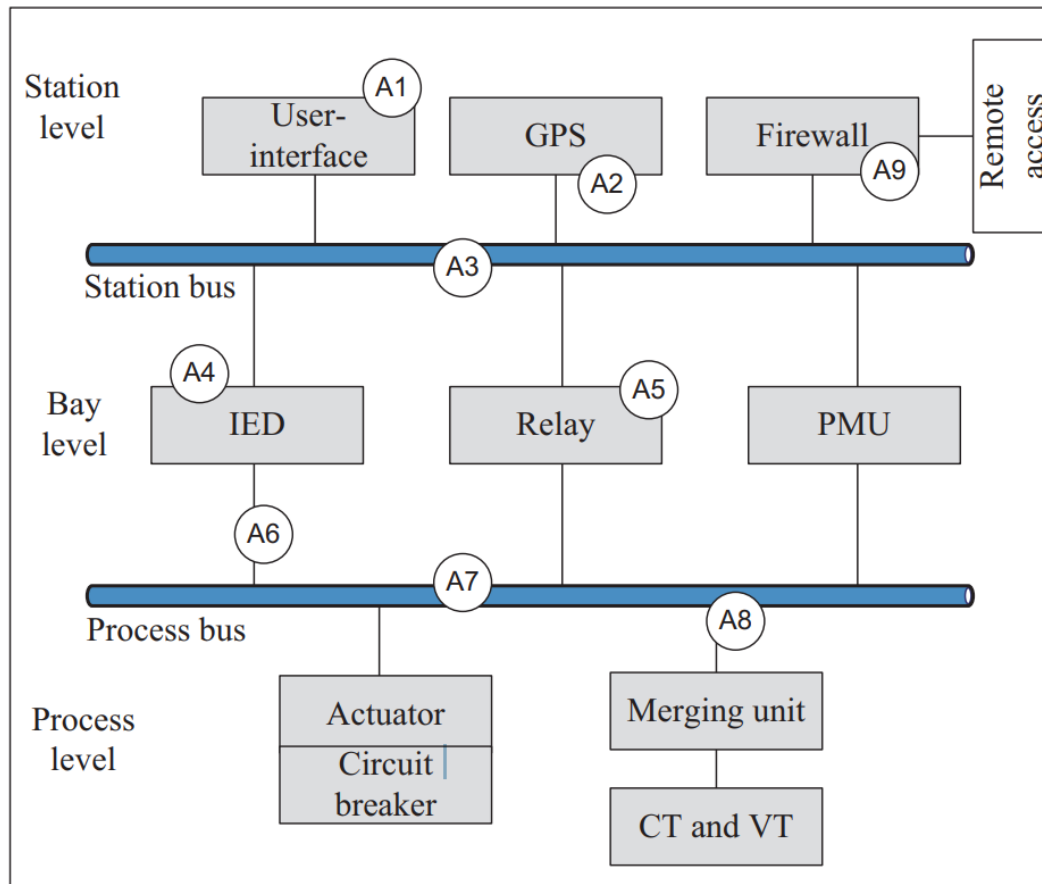 Station
level
A1
User-
interface
GPS
A2
Firewall
A9
Remote
access
A3
Station bus
Bay
level
A4
IED
Relay
A5
PMU
A6
A7
Process bus
A8
Process
level
Actuator
Circuit
breaker
Merging unit
CT and VT